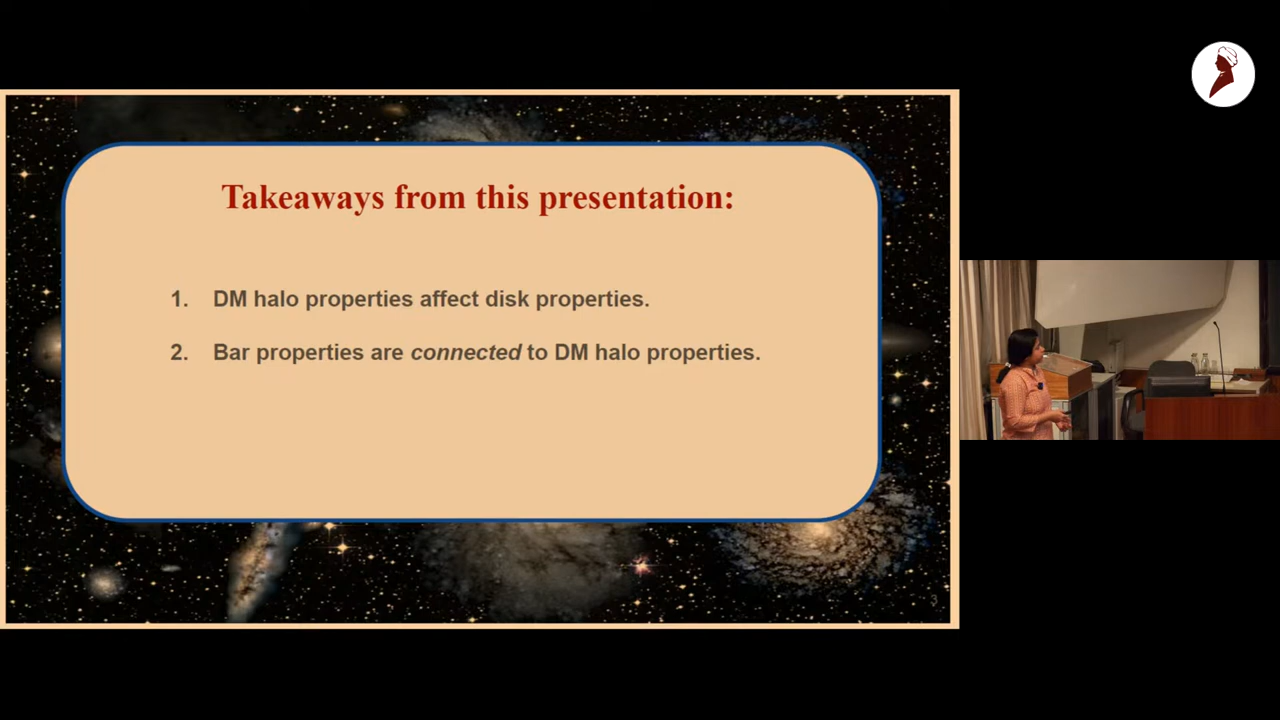 Takeaways from this presentation:
1. DM halo properties affect disk properties.
2. Bar properties are connected to DM halo properties.
3